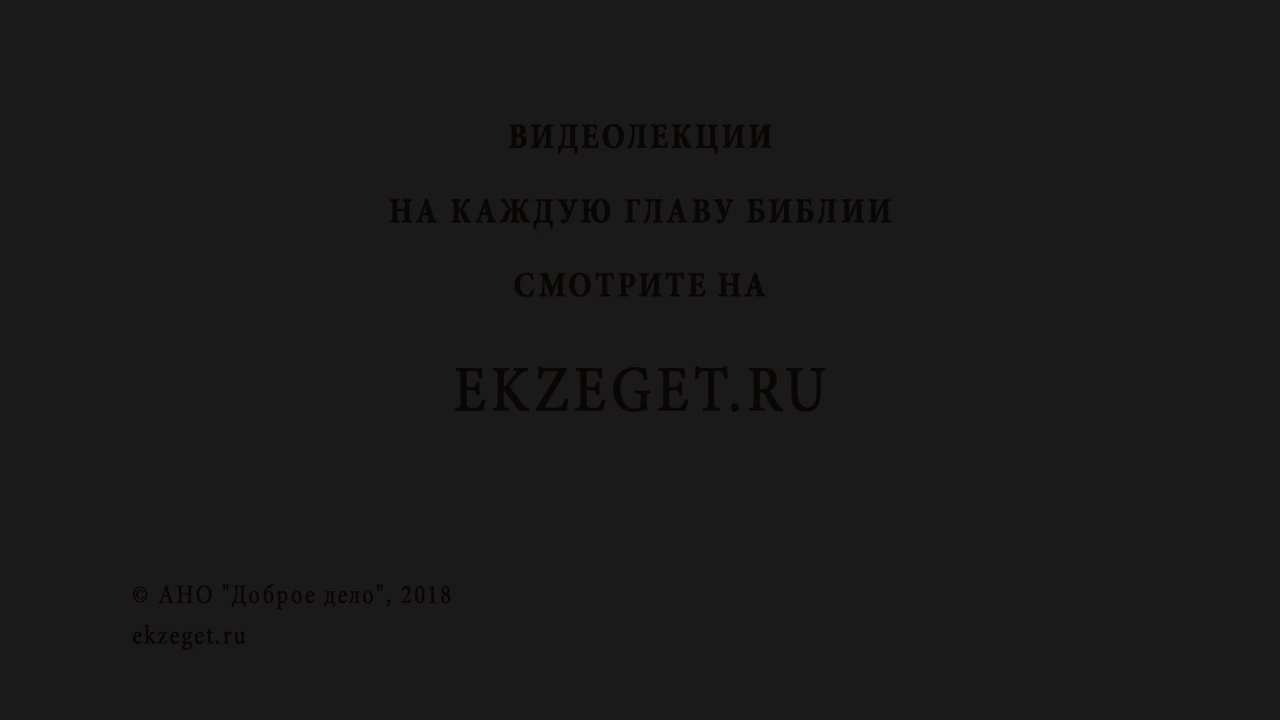 ВИДЕОЛЕКЦИИ
НА КАЖДУЮ ГЛАВУ БИБЛИИ
СМОТРИТЕ НА
EKZEGET.RU
© АНО "Доброе дело", 2018
ekzeget.ru